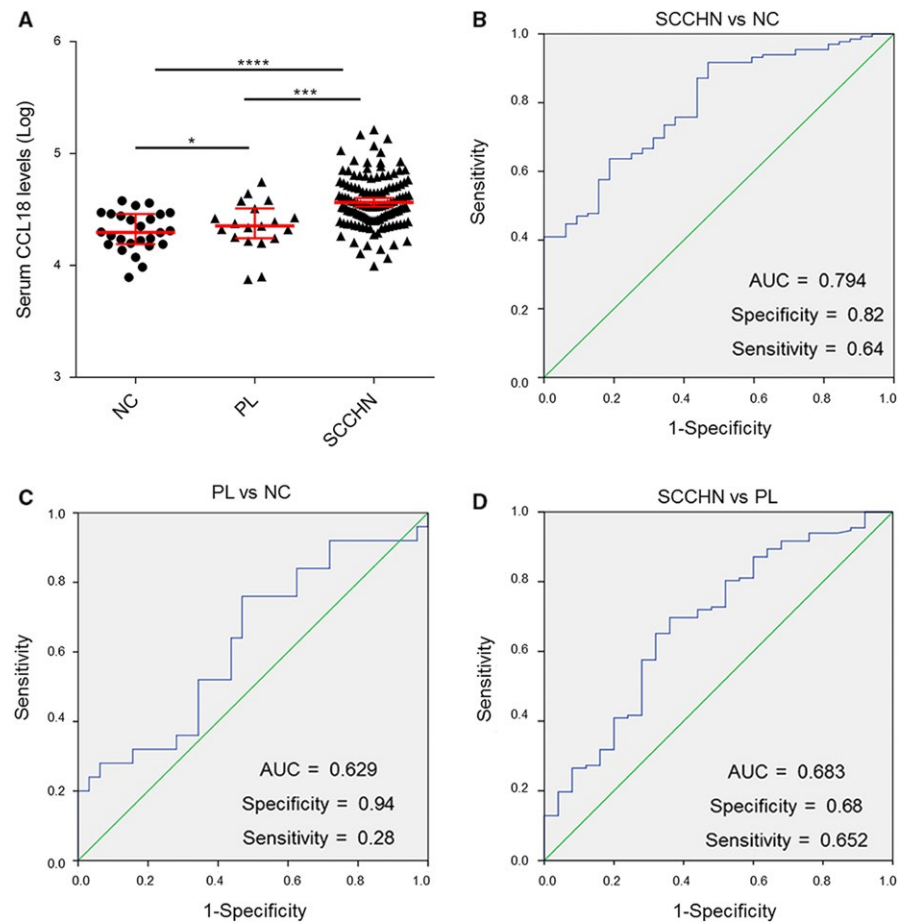 A
6
5
4
3
Serum CCL18 levels (Log)
****
***
*
NC
PL
SCCHN
B
SCCHN vs NC
1.0
0.8
0.6
0.4
0.2
0.0
Sensitivity
AUC = 0.794
Specificity = 0.82
Sensitivity = 0.64
0.0 0.2 0.4 0.6 0.8 1.0
1-Specificity
C
PL vs NC
1.0
0.8
0.6
0.4
0.2
0.0
Sensitivity
AUC = 0.629
Specificity = 0.94
Sensitivity = 0.28
0.0 0.2 0.4 0.6 0.8 1.0
1-Specificity
D
SCCHN vs PL
1.0
0.8
0.6
0.4
0.2
0.0
Sensitivity
AUC = 0.683
Specificity = 0.68
Sensitivity = 0.652
0.0 0.2 0.4 0.6 0.8 1.0
1-Specificity